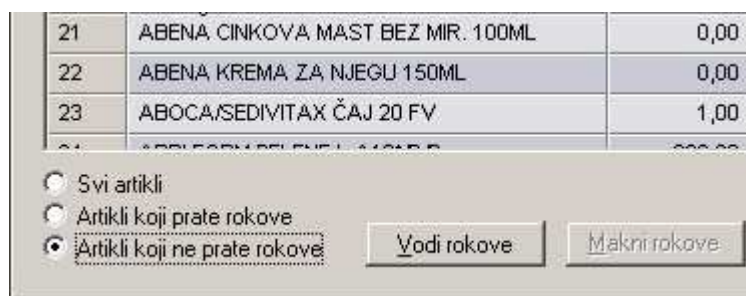 21 ABENA CINKOVA MAST BEZ MIR. 100ML 0,00
22 ABENA KREMA ZA NJEGU 150ML 0,00
23 ABOCA/SEDIVITAX ČAJ 20 FV 1,00
Svi artikli
Artikli koji prate rokove
Artikli koji ne prate rokove Vodi rokove Makni rokove